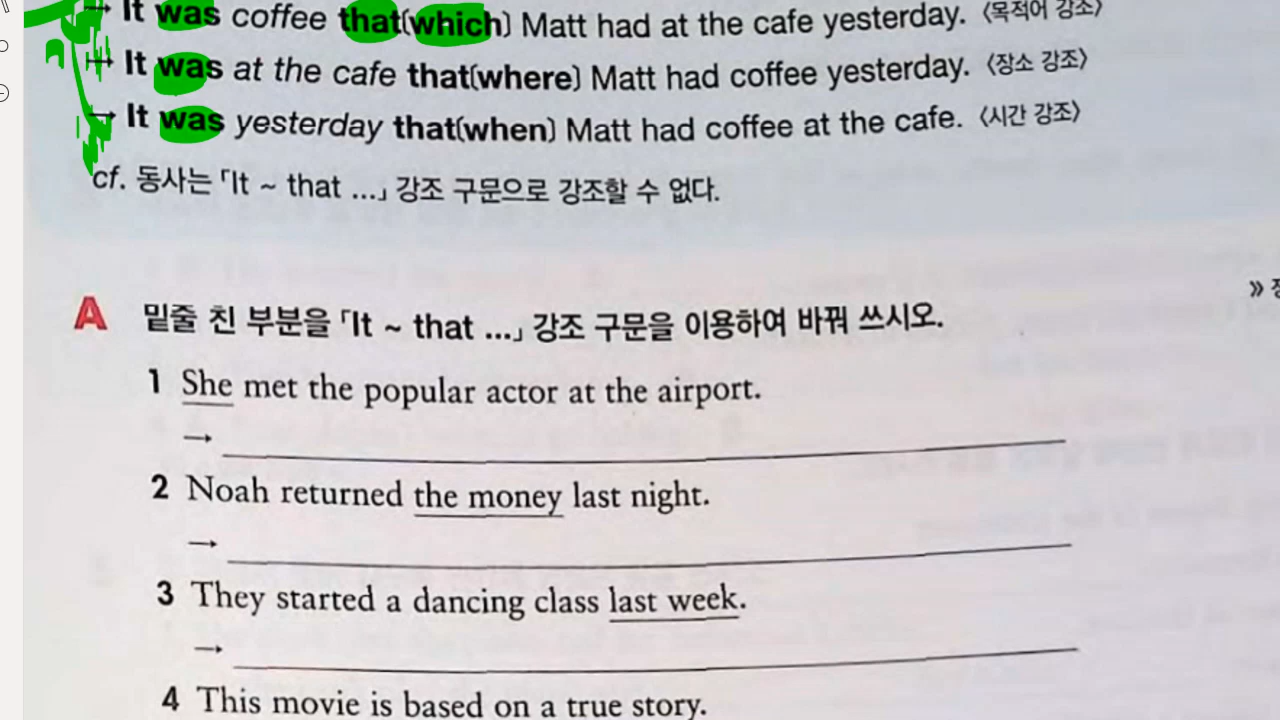 → It was coffee that(which) Matt had at the cafe yesterday. 〈목적어 강조〉
→ It was at the cafe that(where) Matt had coffee yesterday. 〈장소 강조〉
→ It was yesterday that(when) Matt had coffee at the cafe. 〈시간 강조〉
cf. 동사는 「It ~ that ...」 강조 구문으로 강조할 수 없다.
»
A 밑줄 친 부분을 「It ~ that ...」 강조 구문을 이용하여 바꿔 쓰시오.
1 She met the popular actor at the airport.
→
2 Noah returned the money last night.
→
3 They started a dancing class last week.
→
4 This movie is based on a true story.